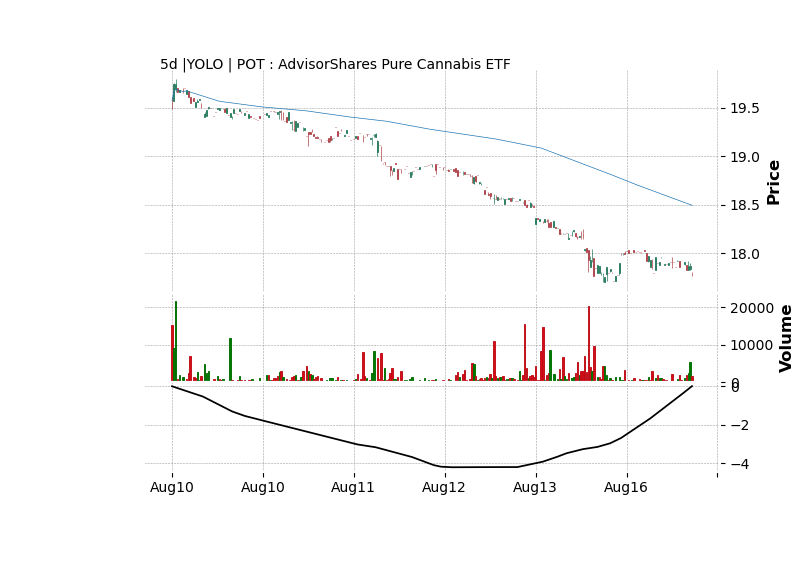 5d |YOLO | POT : AdvisorShares Pure Cannabis ETF
19.5
19.0
18.5
18.0
Price
20000
10000
0
Volume
0
−2
−4
Aug10 Aug10 Aug11 Aug12 Aug13 Aug16